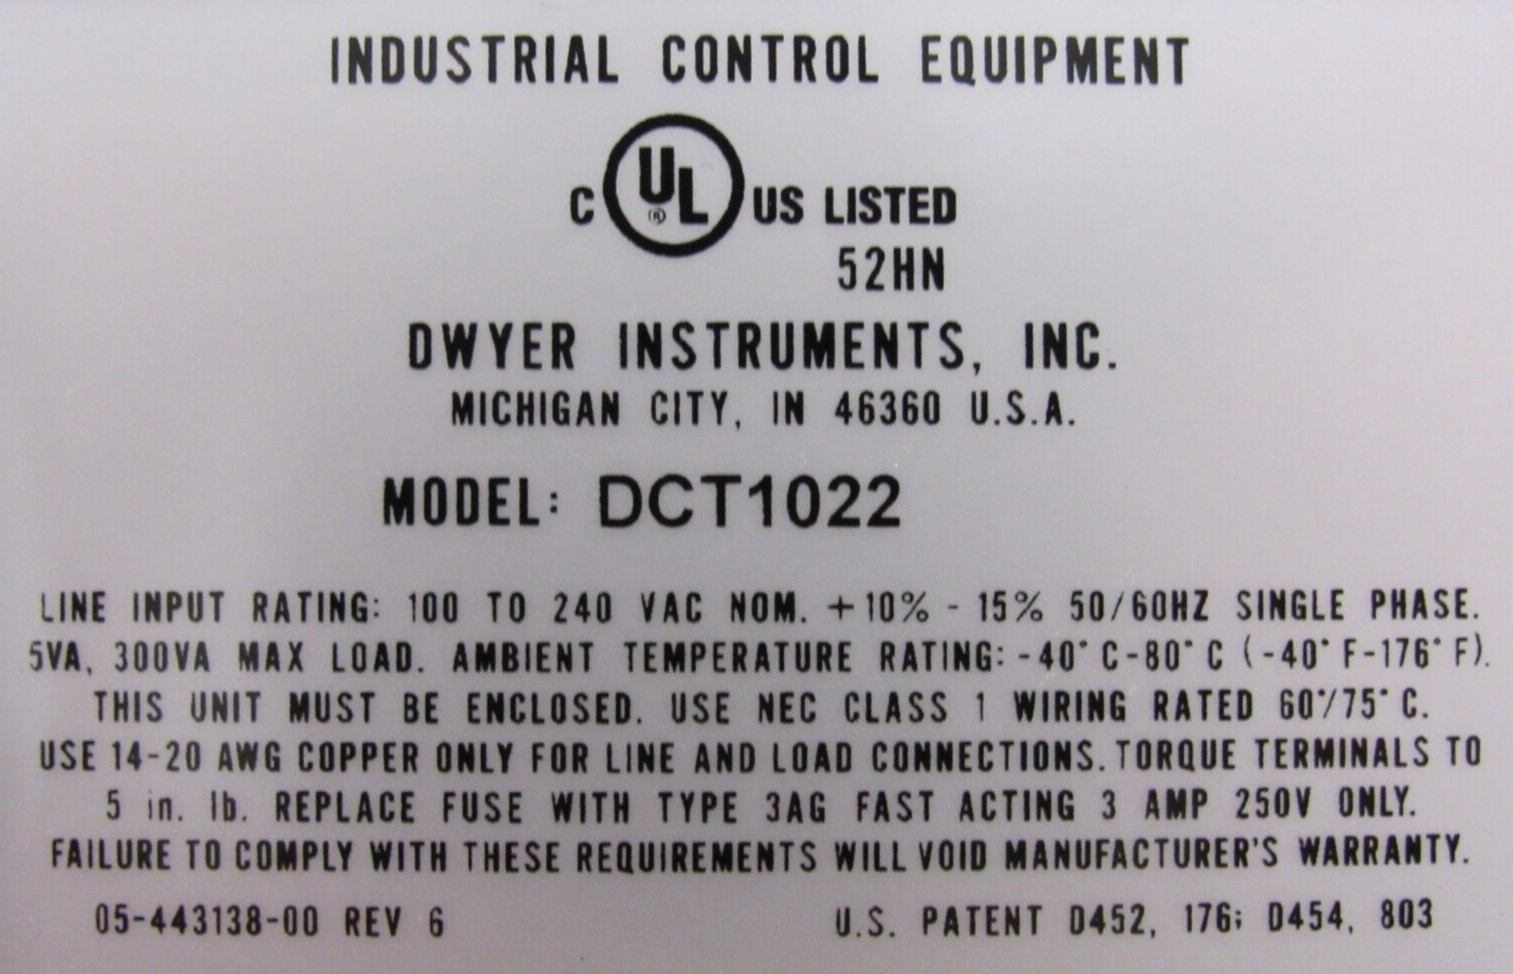 INDUSTRIAL CONTROL EQUIPMENT
C UL ® US LISTED
52HN
DWYER INSTRUMENTS, INC.
MICHIGAN CITY, IN 46360 U.S.A.
MODEL: DCT1022
LINE INPUT RATING: 100 TO 240 VAC NOM. +10% - 15% 50/60HZ SINGLE PHASE.
5VA, 300VA MAX LOAD. AMBIENT TEMPERATURE RATING: -40° C-80° C (-40° F-176° F).
THIS UNIT MUST BE ENCLOSED. USE NEC CLASS 1 WIRING RATED 60°/75° C.
USE 14-20 AWG COPPER ONLY FOR LINE AND LOAD CONNECTIONS. TORQUE TERMINALS TO
5 in. lb. REPLACE FUSE WITH TYPE 3AG FAST ACTING 3 AMP 250V ONLY.
FAILURE TO COMPLY WITH THESE REQUIREMENTS WILL VOID MANUFACTURER'S WARRANTY.
05-443138-00 REV 6 U.S. PATENT D452, 176; D454, 803